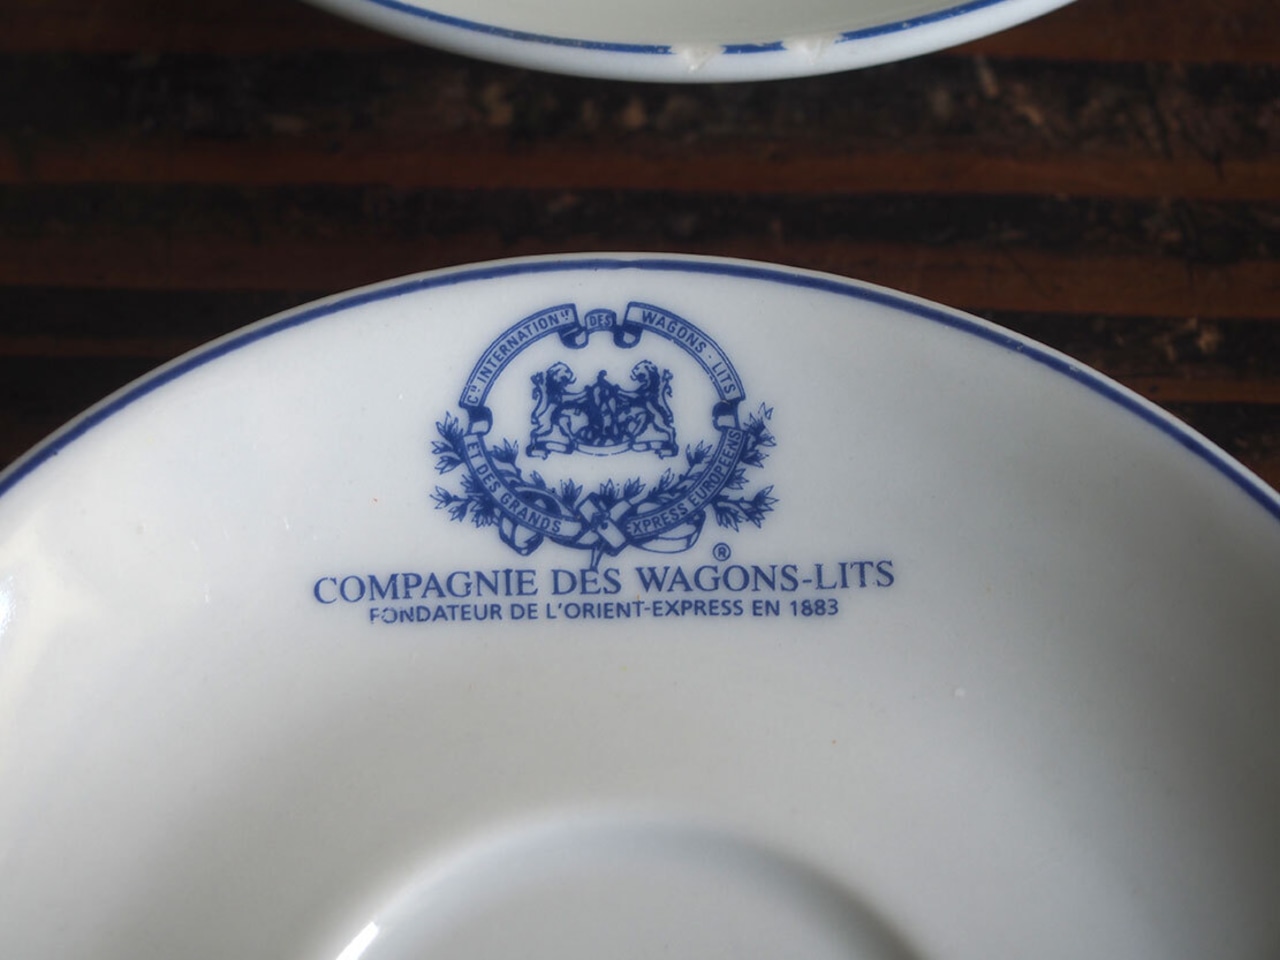 Cie INTERNATIONle DES WAGONS-LITS
ET DES GRANDS EXPRESS EUROPÉENS
®
COMPAGNIE DES WAGONS-LITS
FONDATEUR DE L'ORIENT-EXPRESS EN 1883